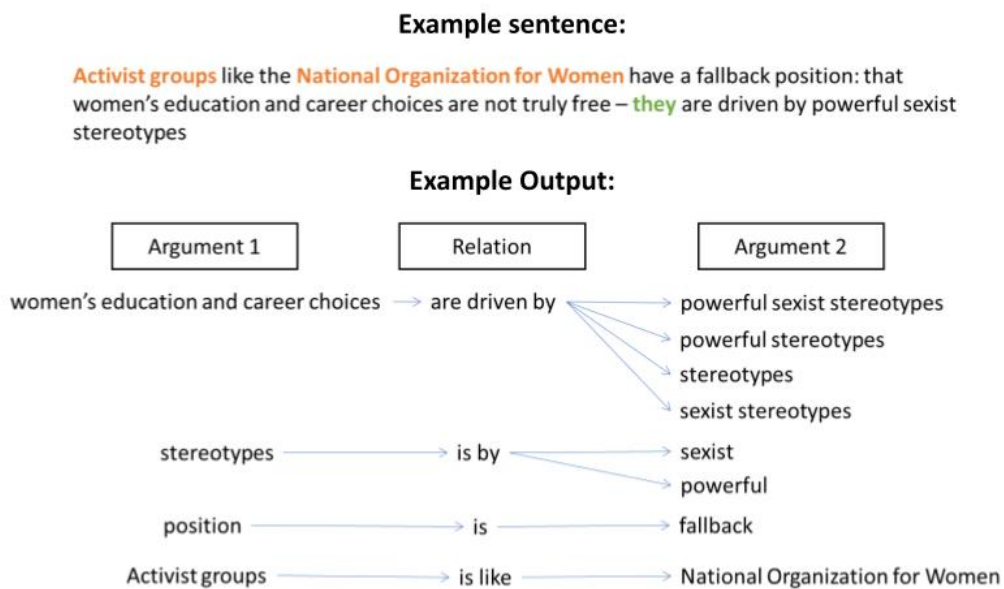 Example sentence:
Activist groups like the National Organization for Women have a fallback position: that
women's education and career choices are not truly free – they are driven by powerful sexist
stereotypes
Example Output:
Argument 1 Relation Argument 2
women's education and career choices are driven by powerful sexist stereotypes
powerful stereotypes
stereotypes
sexist stereotypes
stereotypes is by sexist
powerful
position is fallback
Activist groups is like National Organization for Women